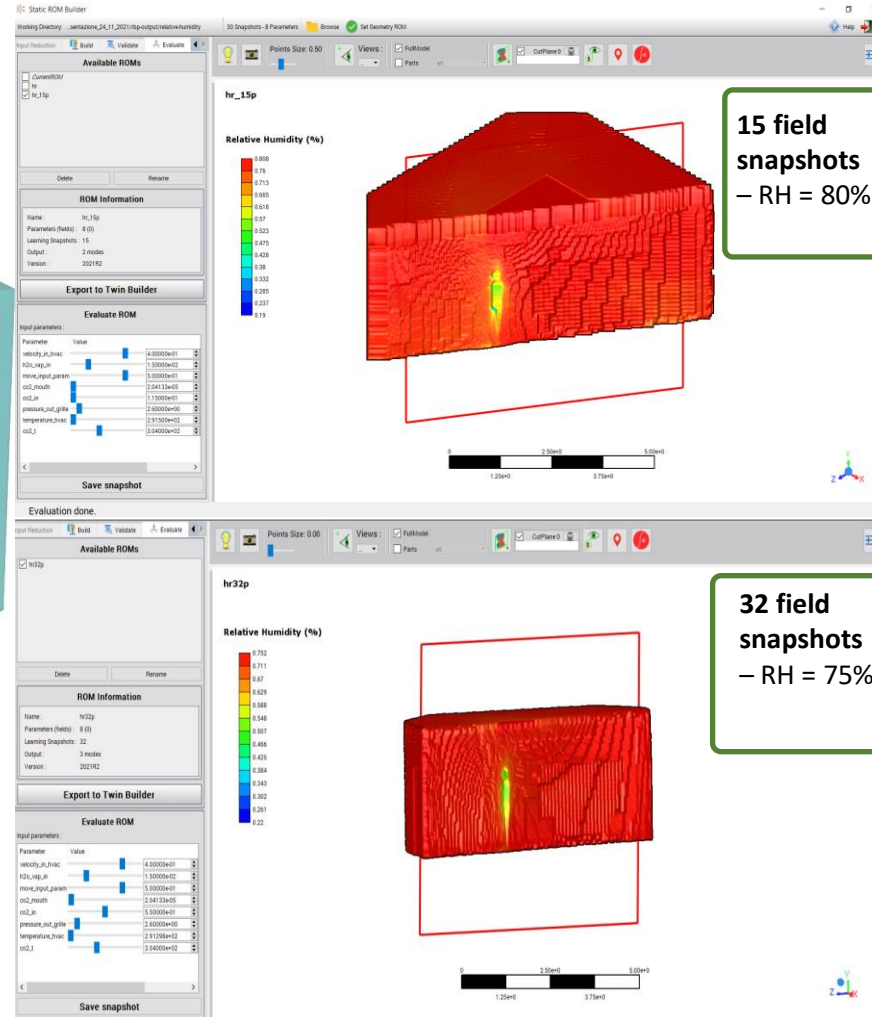 Static ROM Builder
Working Directory: ...sentazione_24_11_2021/rbp-output/relative-humidity
30 Snapshots - 8 Parameters Browse Set Geometry ROM Help
Input Reduction Build Validate Evaluate
Points Size: 0.50 Views : FullModel CutPlane0
Parts all
Available ROMs
CurrentROM
hr
hr_15p
Delete Rename
ROM Information
Name : hr_15p
Parameters (fields) : 8 (0)
Learning Snapshots : 15
Output : 2 modes
Version : 2021R2
Export to Twin Builder
Evaluate ROM
Input parameters :
Parameter Value
velocity_in_hvac 4.00000e-01
h2o_vap_in 1.50000e-02
move_input_param 5.00000e-01
co2_mouth 2.04133e-05
co2_in 1.15000e-01
pressure_out_grille 2.60000e+00
temperature_hvac 2.91500e+02
co2_t 3.04000e+02
Save snapshot
Evaluation done.
hr_15p
Relative Humidity (%)
0.808
0.76
0.713
0.665
0.618
0.57
0.523
0.475
0.428
0.38
0.332
0.285
0.237
0.19
0 2.50e+0 5.00e+0
1.25e+0 3.75e+0
Y
Z X
15 field
snapshots
– RH = 80%
Input Reduction Build Validate Evaluate
Points Size: 0.00 Views : FullModel CutPlane0
Parts all
Available ROMs
hr32p
Delete Rename
ROM Information
Name : hr32p
Parameters (fields) : 8 (0)
Learning Snapshots : 32
Output : 3 modes
Version : 2021R2
Export to Twin Builder
Evaluate ROM
Input parameters :
Parameter Value
velocity_in_hvac 4.00000e-01
h2o_vap_in 1.50000e-02
move_input_param 5.00000e-01
co2_mouth 2.04133e-05
co2_in 5.50000e-01
pressure_out_grille 2.60000e+00
temperature_hvac 2.91298e+02
co2_t 3.04000e+02
Save snapshot
hr32p
Relative Humidity (%)
0.752
0.711
0.67
0.629
0.588
0.548
0.507
0.466
0.425
0.384
0.343
0.302
0.261
0.22
0 2.50e+0 5.00e+0
1.25e+0 3.75e+0
Y
Z X
32 field
snapshots
– RH = 75%